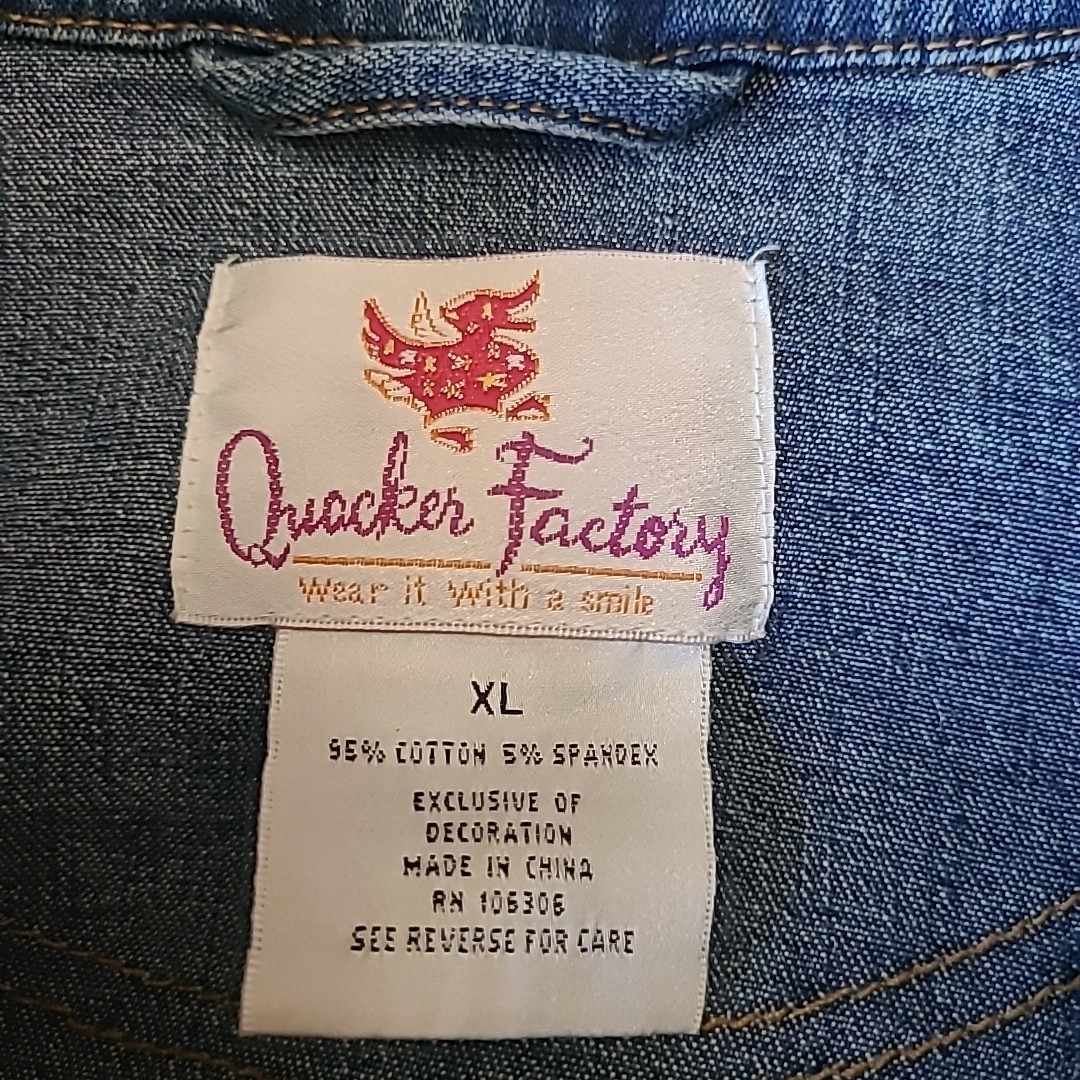 Quacker Factory
Wear it with a smile
XL
95% COTTON 5% SPANDEX
EXCLUSIVE OF
DECORATION
MADE IN CHINA
RN 106306
SEE REVERSE FOR CARE